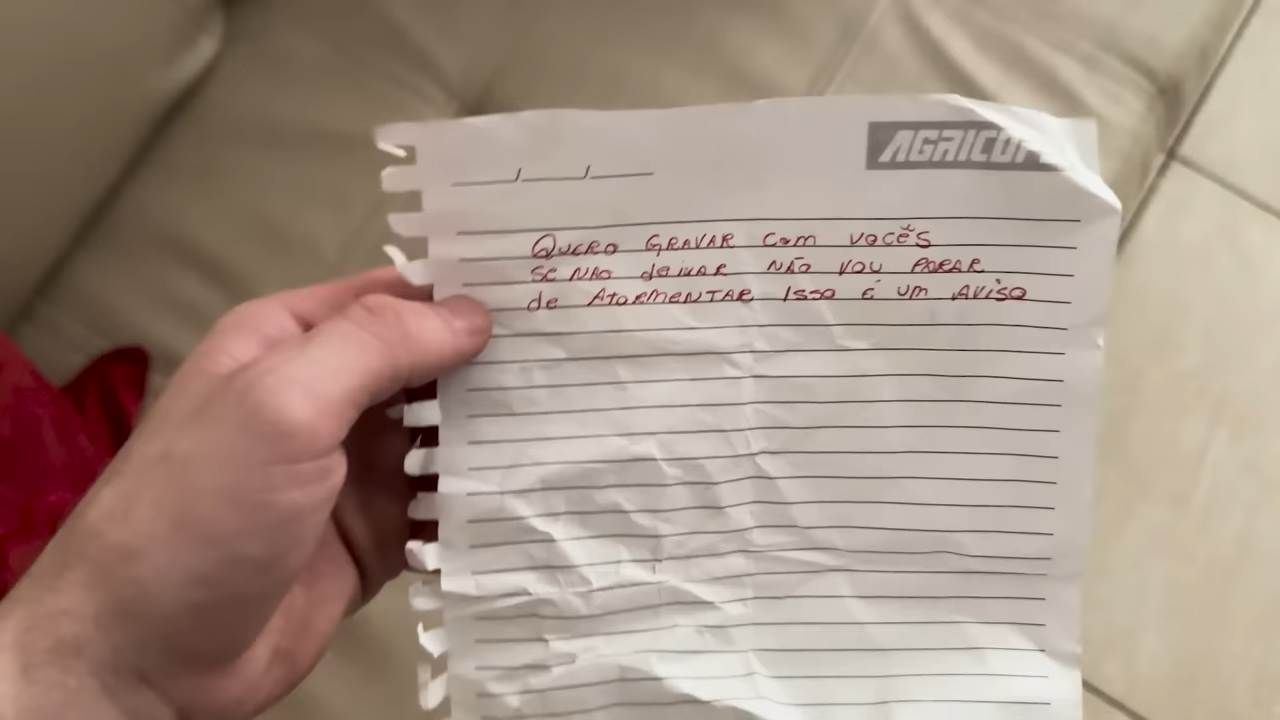 AGRICOP
QUERO GRAVAR COM VOCÊS
SE NÃO deixAR NÃO VOU PARAR
de ATORMENTAR ISSO É UM AVISO